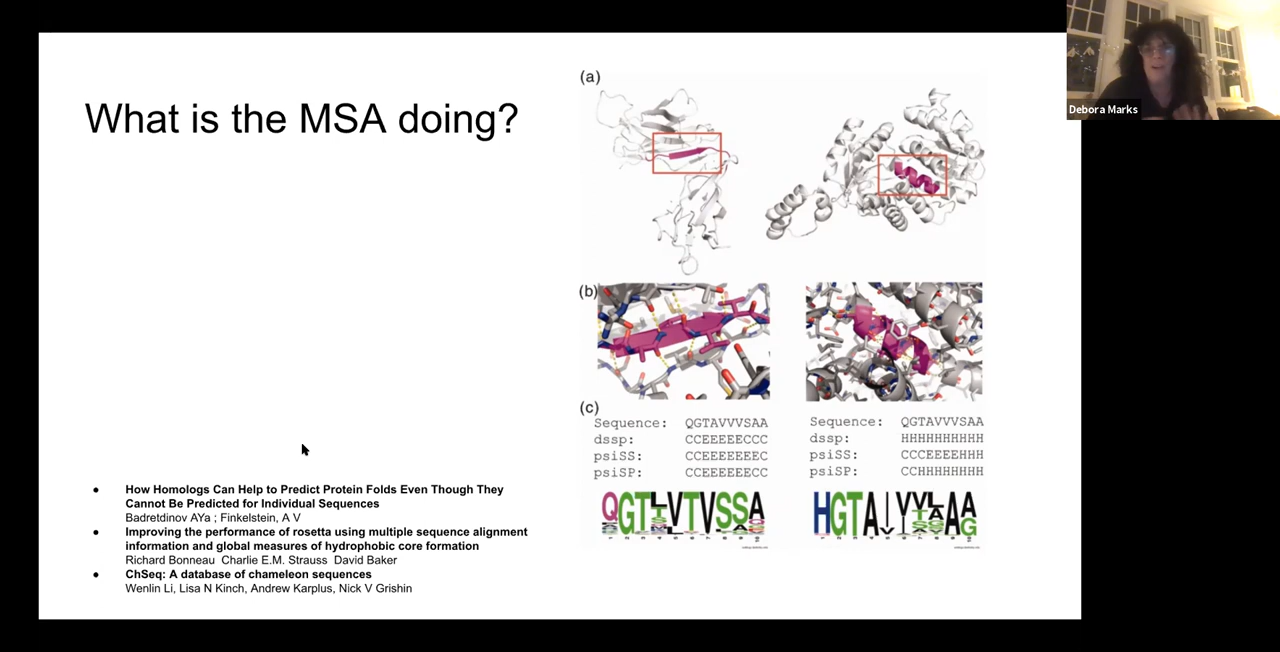 What is the MSA doing?
(a)
Debora Marks
(b)
(c)
Sequence: QGTAVVVSAA
dssp: CCEEEEECCC
psiSS: CCEEEEEEEC
psiSP: CCEEEEEECC
Sequence: QGTAVVVSAA
dssp: HHHHHHHHHH
psiSS: CCCEEEEHHH
psiSP: CCHHHHHHHH
● How Homologs Can Help to Predict Protein Folds Even Though They
Cannot Be Predicted for Individual Sequences
Badretdinov AYa ; Finkelstein, A V
● Improving the performance of rosetta using multiple sequence alignment
information and global measures of hydrophobic core formation
Richard Bonneau Charlie E.M. Strauss David Baker
● ChSeq: A database of chameleon sequences
Wenlin Li, Lisa N Kinch, Andrew Karplus, Nick V Grishin